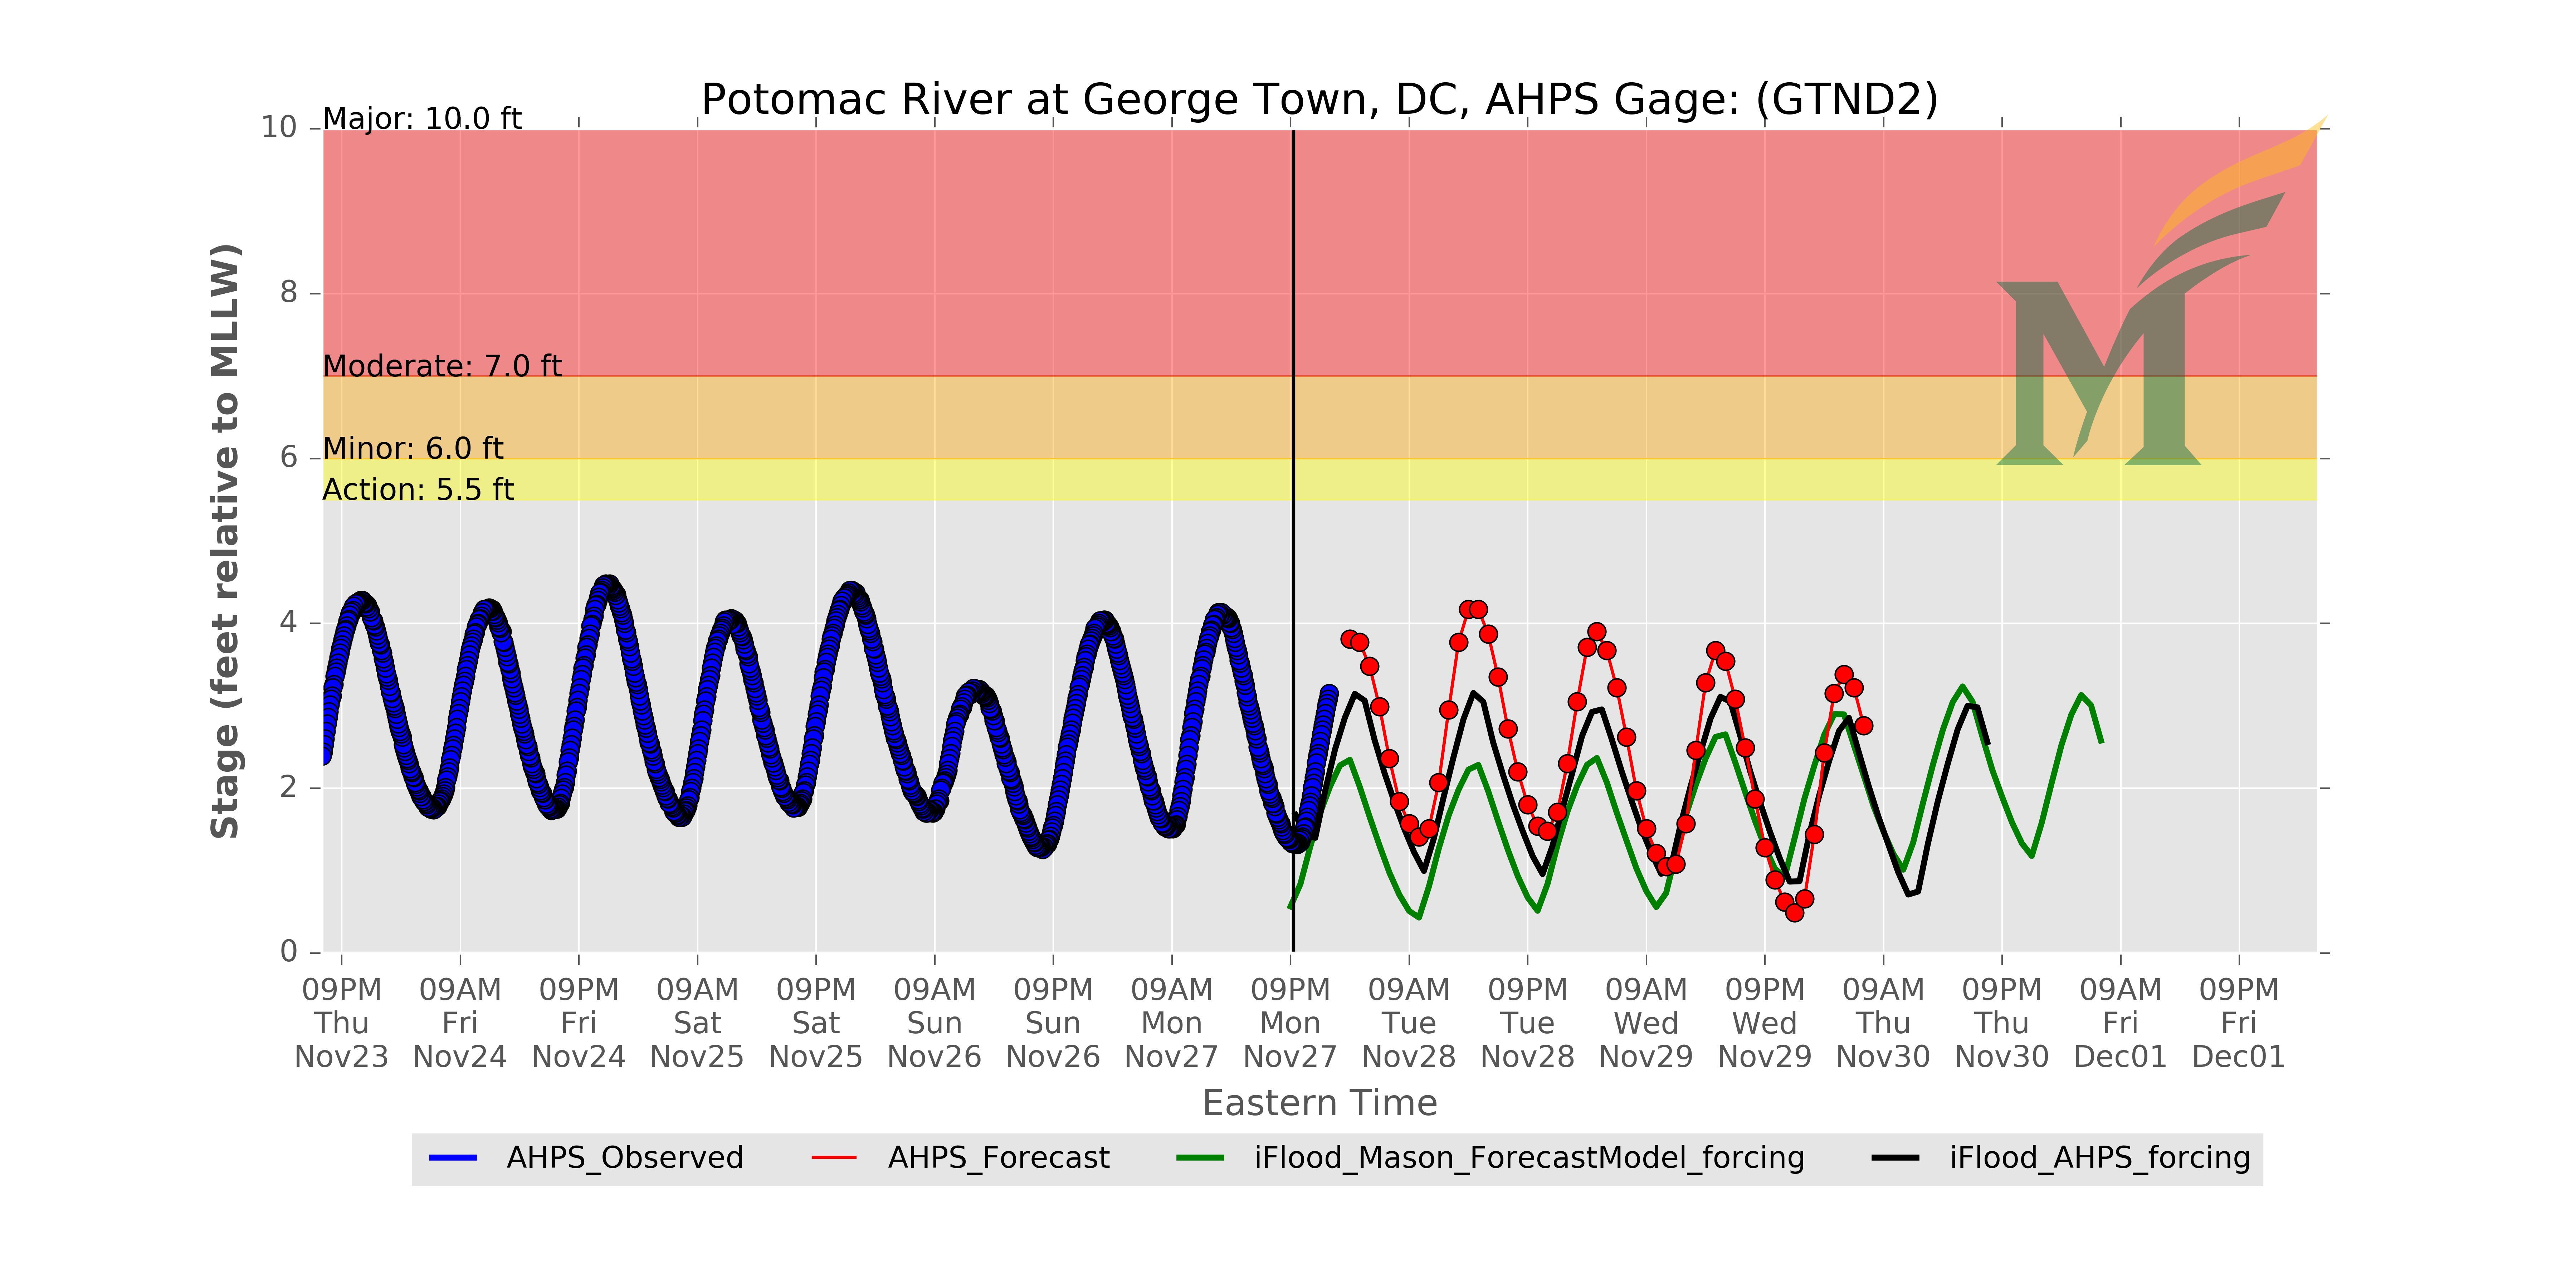 Potomac River at George Town, DC, AHPS Gage: (GTND2)
Major: 10.0 ft
Moderate: 7.0 ft
Minor: 6.0 ft
Action: 5.5 ft
10
8
6
4
2
0
Stage (feet relative to MLLW)
09PM Thu Nov23
09AM Fri Nov24
09PM Fri Nov24
09AM Sat Nov25
09PM Sat Nov25
09AM Sun Nov26
09PM Sun Nov26
09AM Mon Nov27
09PM Mon Nov27
09AM Tue Nov28
09PM Tue Nov28
09AM Wed Nov29
09PM Wed Nov29
09AM Thu Nov30
09PM Thu Nov30
09AM Fri Dec01
09PM Fri Dec01
Eastern Time
AHPS_Observed
AHPS_Forecast
iFlood_Mason_ForecastModel_forcing
iFlood_AHPS_forcing
M